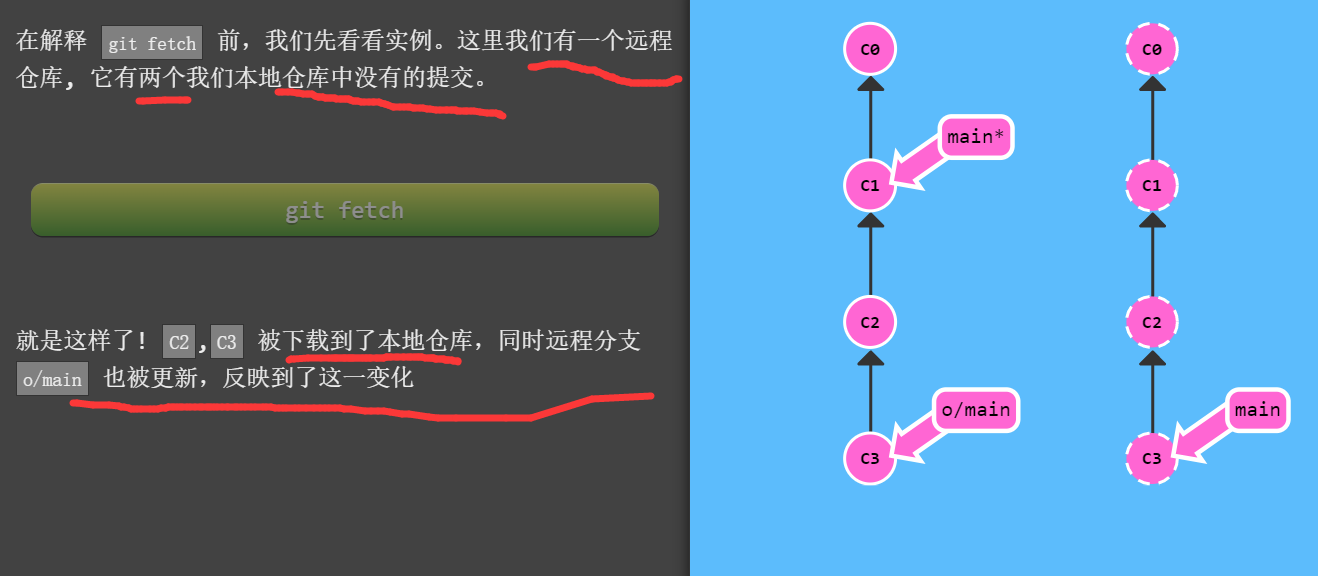 在解释 git fetch 前，我们先看看实例。这里我们有一个远程
仓库, 它有两个我们本地仓库中没有的提交。
git fetch
就是这样了! C2,C3 被下载到了本地仓库，同时远程分支
o/main 也被更新，反映到了这一变化
C0
main*
C1
C2
o/main
C3
C0
C1
C2
main
C3